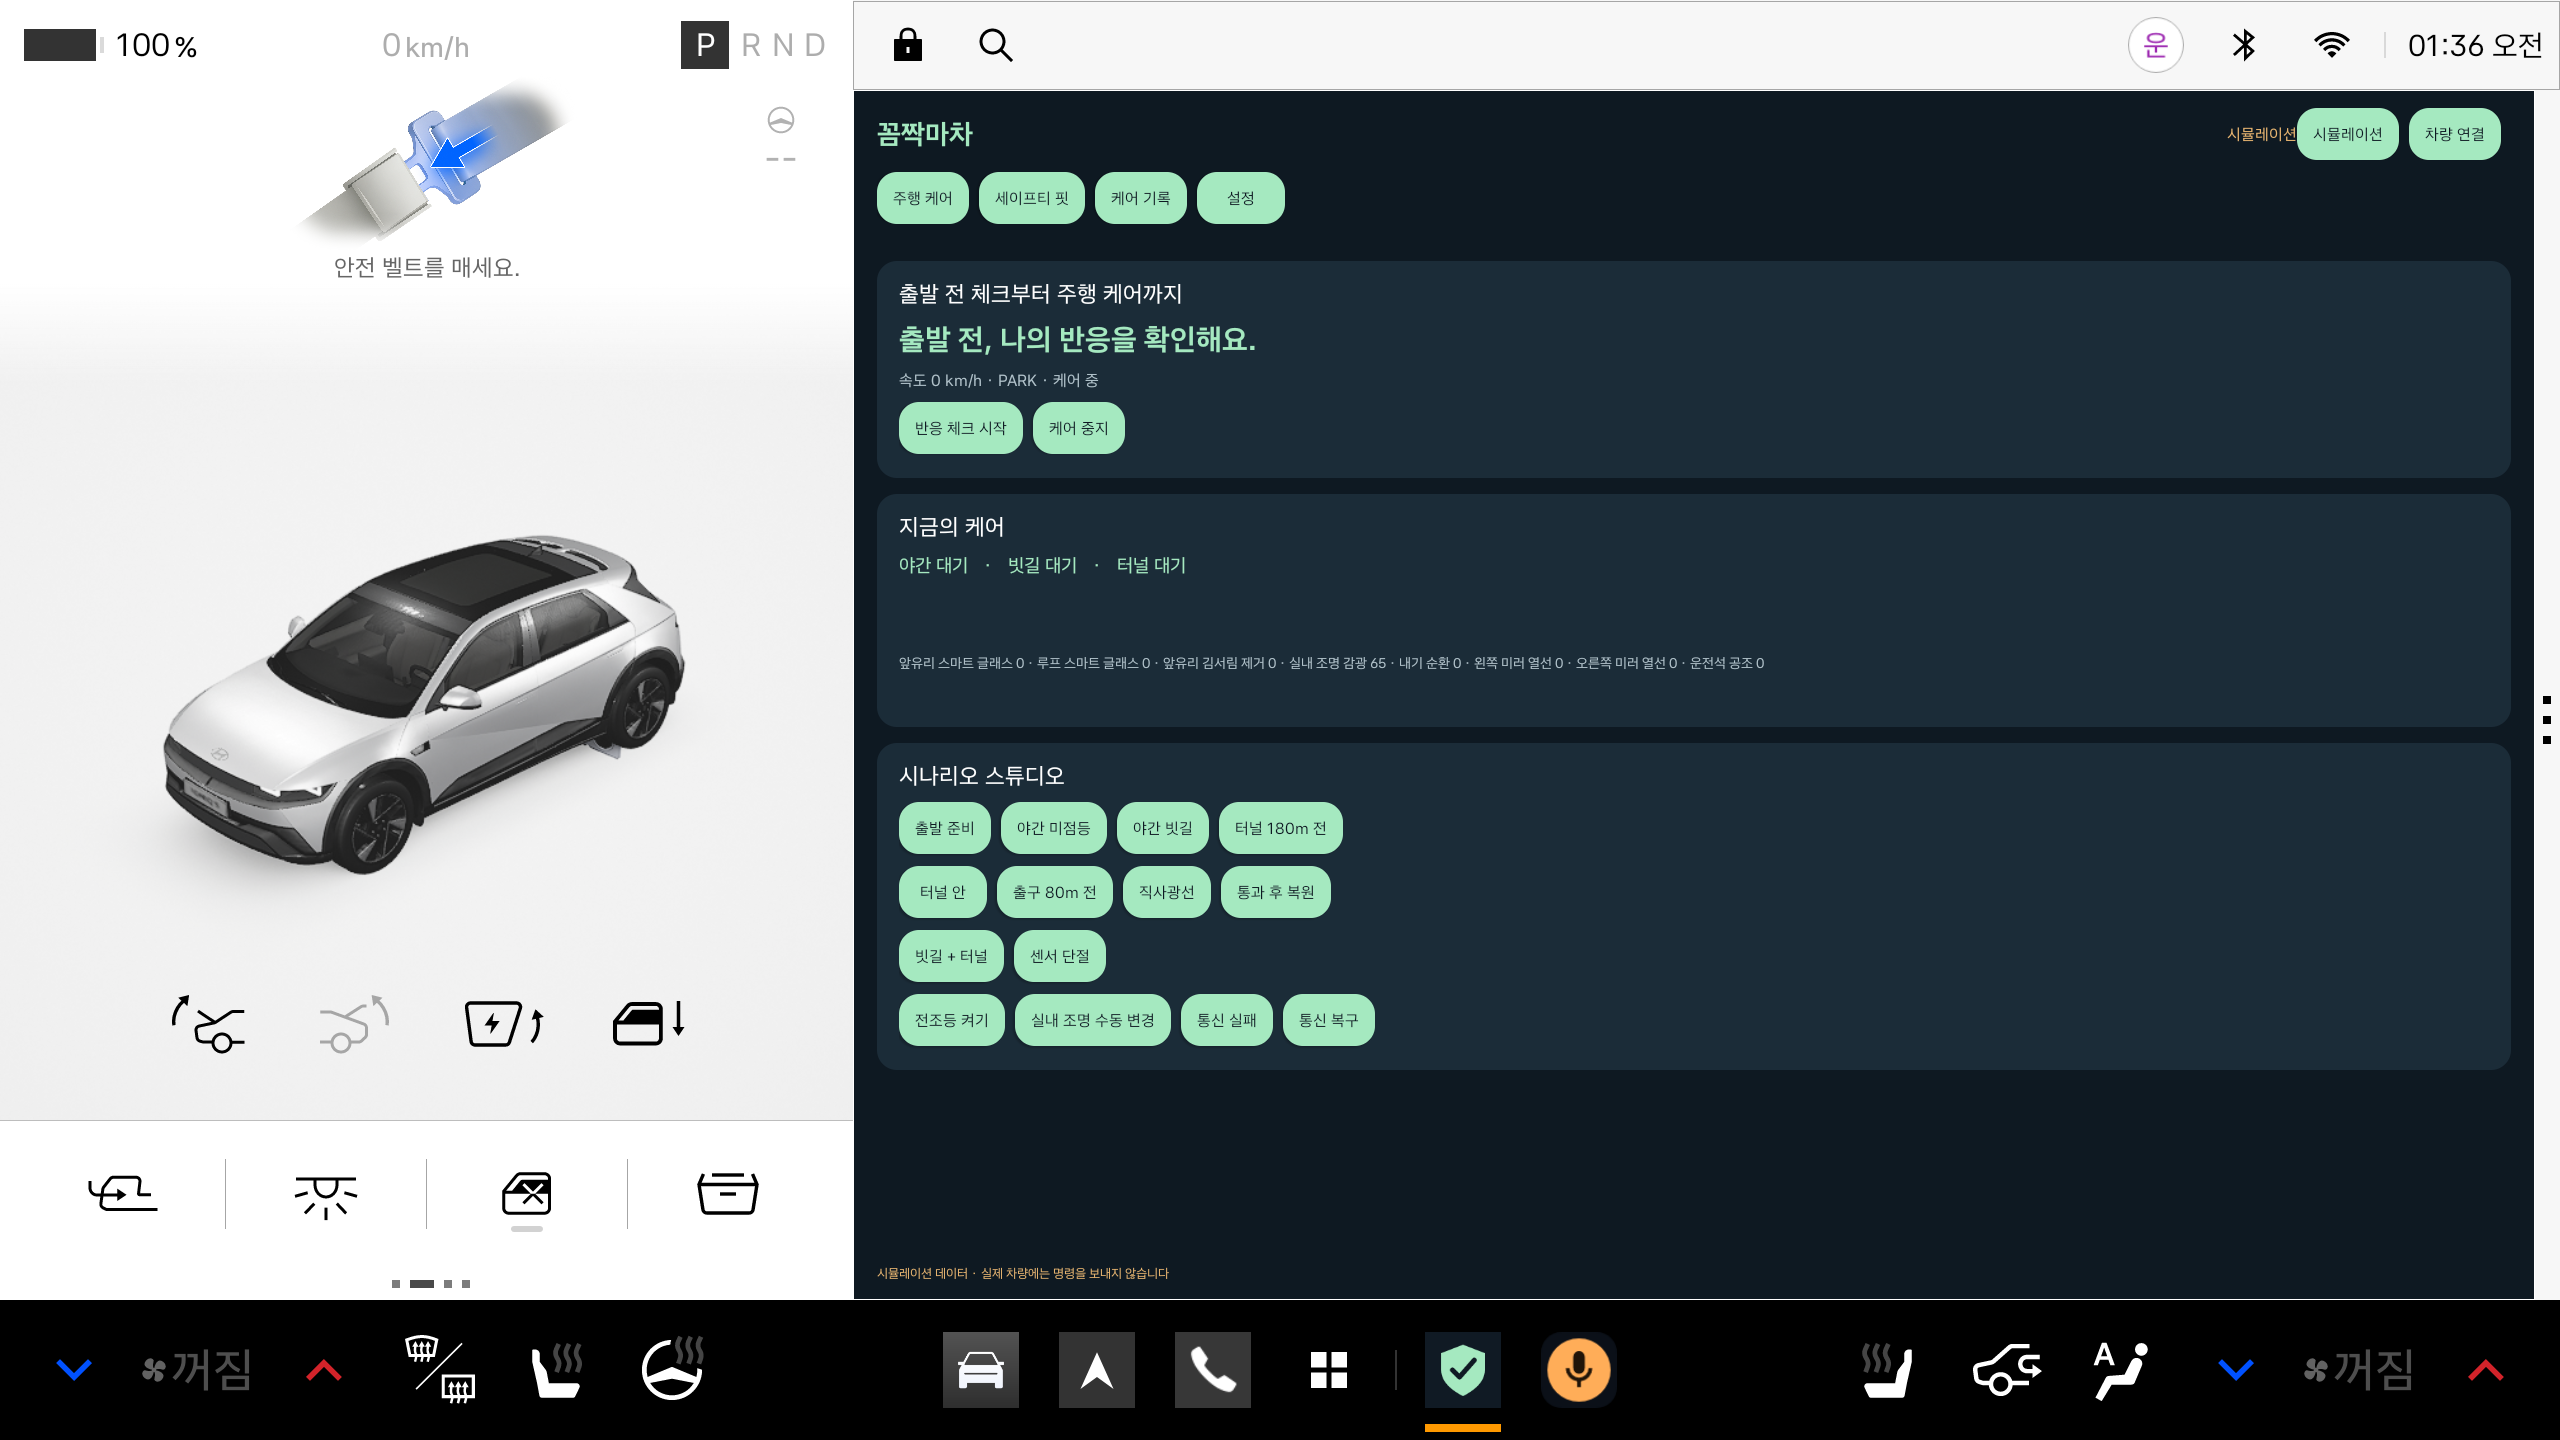 100 %
0 km/h
P R N D
안전 벨트를 매세요.
운
01:36 오전
꼼짝마차
시뮬레이션 시뮬레이션 차량 연결
주행 케어 세이프티 핏 케어 기록 설정
출발 전 체크부터 주행 케어까지
출발 전, 나의 반응을 확인해요.
속도 0 km/h · PARK · 케어 중
반응 체크 시작 케어 중지
지금의 케어
야간 대기 · 빗길 대기 · 터널 대기
앞유리 스마트 글래스 0 · 루프 스마트 글래스 0 · 앞유리 김서림 제거 0 · 실내 조명 감광 65 · 내기 순환 0 · 왼쪽 미러 열선 0 · 오른쪽 미러 열선 0 · 운전석 공조 0
시나리오 스튜디오
출발 준비 야간 미점등 야간 빗길 터널 180m 전
터널 안 출구 80m 전 직사광선 통과 후 복원
빗길 + 터널 센서 단절
전조등 켜기 실내 조명 수동 변경 통신 실패 통신 복구
시뮬레이션 데이터 · 실제 차량에는 명령을 보내지 않습니다
꺼짐
A
꺼짐